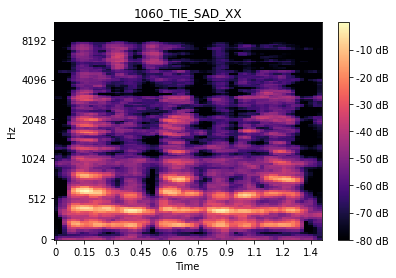 1060_TIE_SAD_XX
8192
4096
2048
1024
512
0
Hz
0 0.15 0.3 0.45 0.6 0.75 0.9 1.1 1.2 1.4
Time
-10 dB
-20 dB
-30 dB
-40 dB
-50 dB
-60 dB
-70 dB
-80 dB